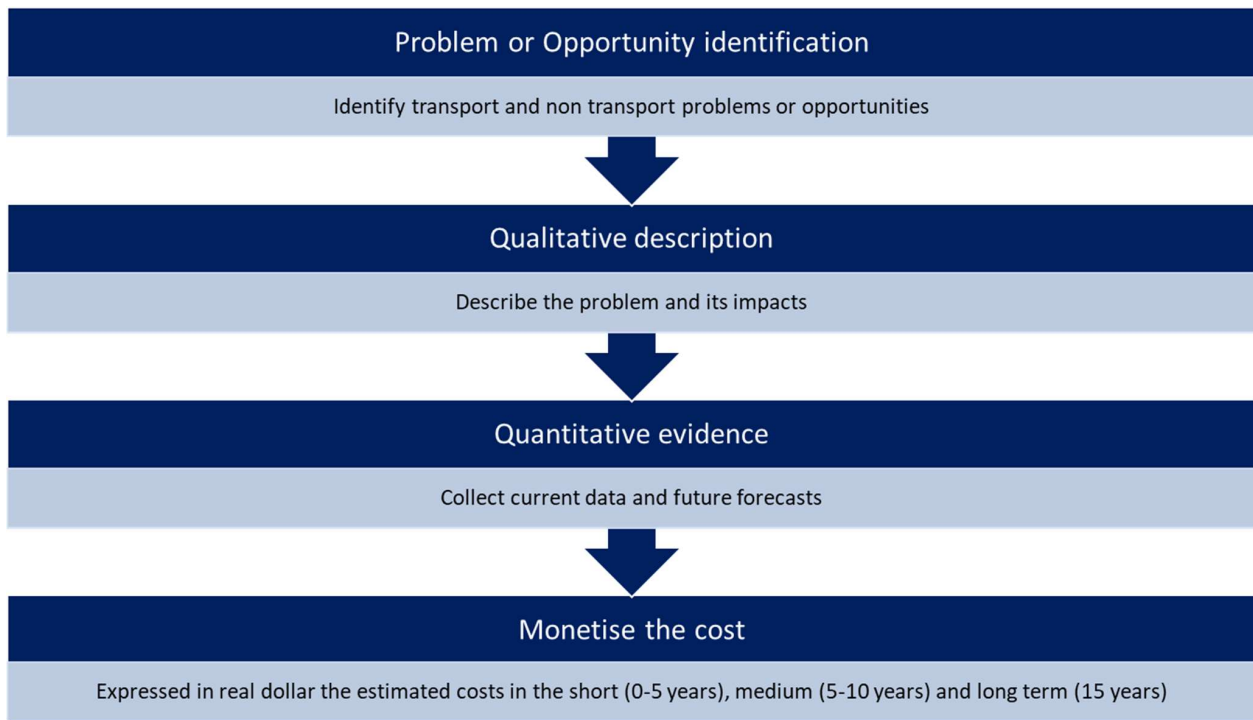 Problem or Opportunity identification
Identify transport and non transport problems or opportunities
Qualitative description
Describe the problem and its impacts
Quantitative evidence
Collect current data and future forecasts
Monetise the cost
Expressed in real dollar the estimated costs in the short (0-5 years), medium (5-10 years) and long term (15 years)